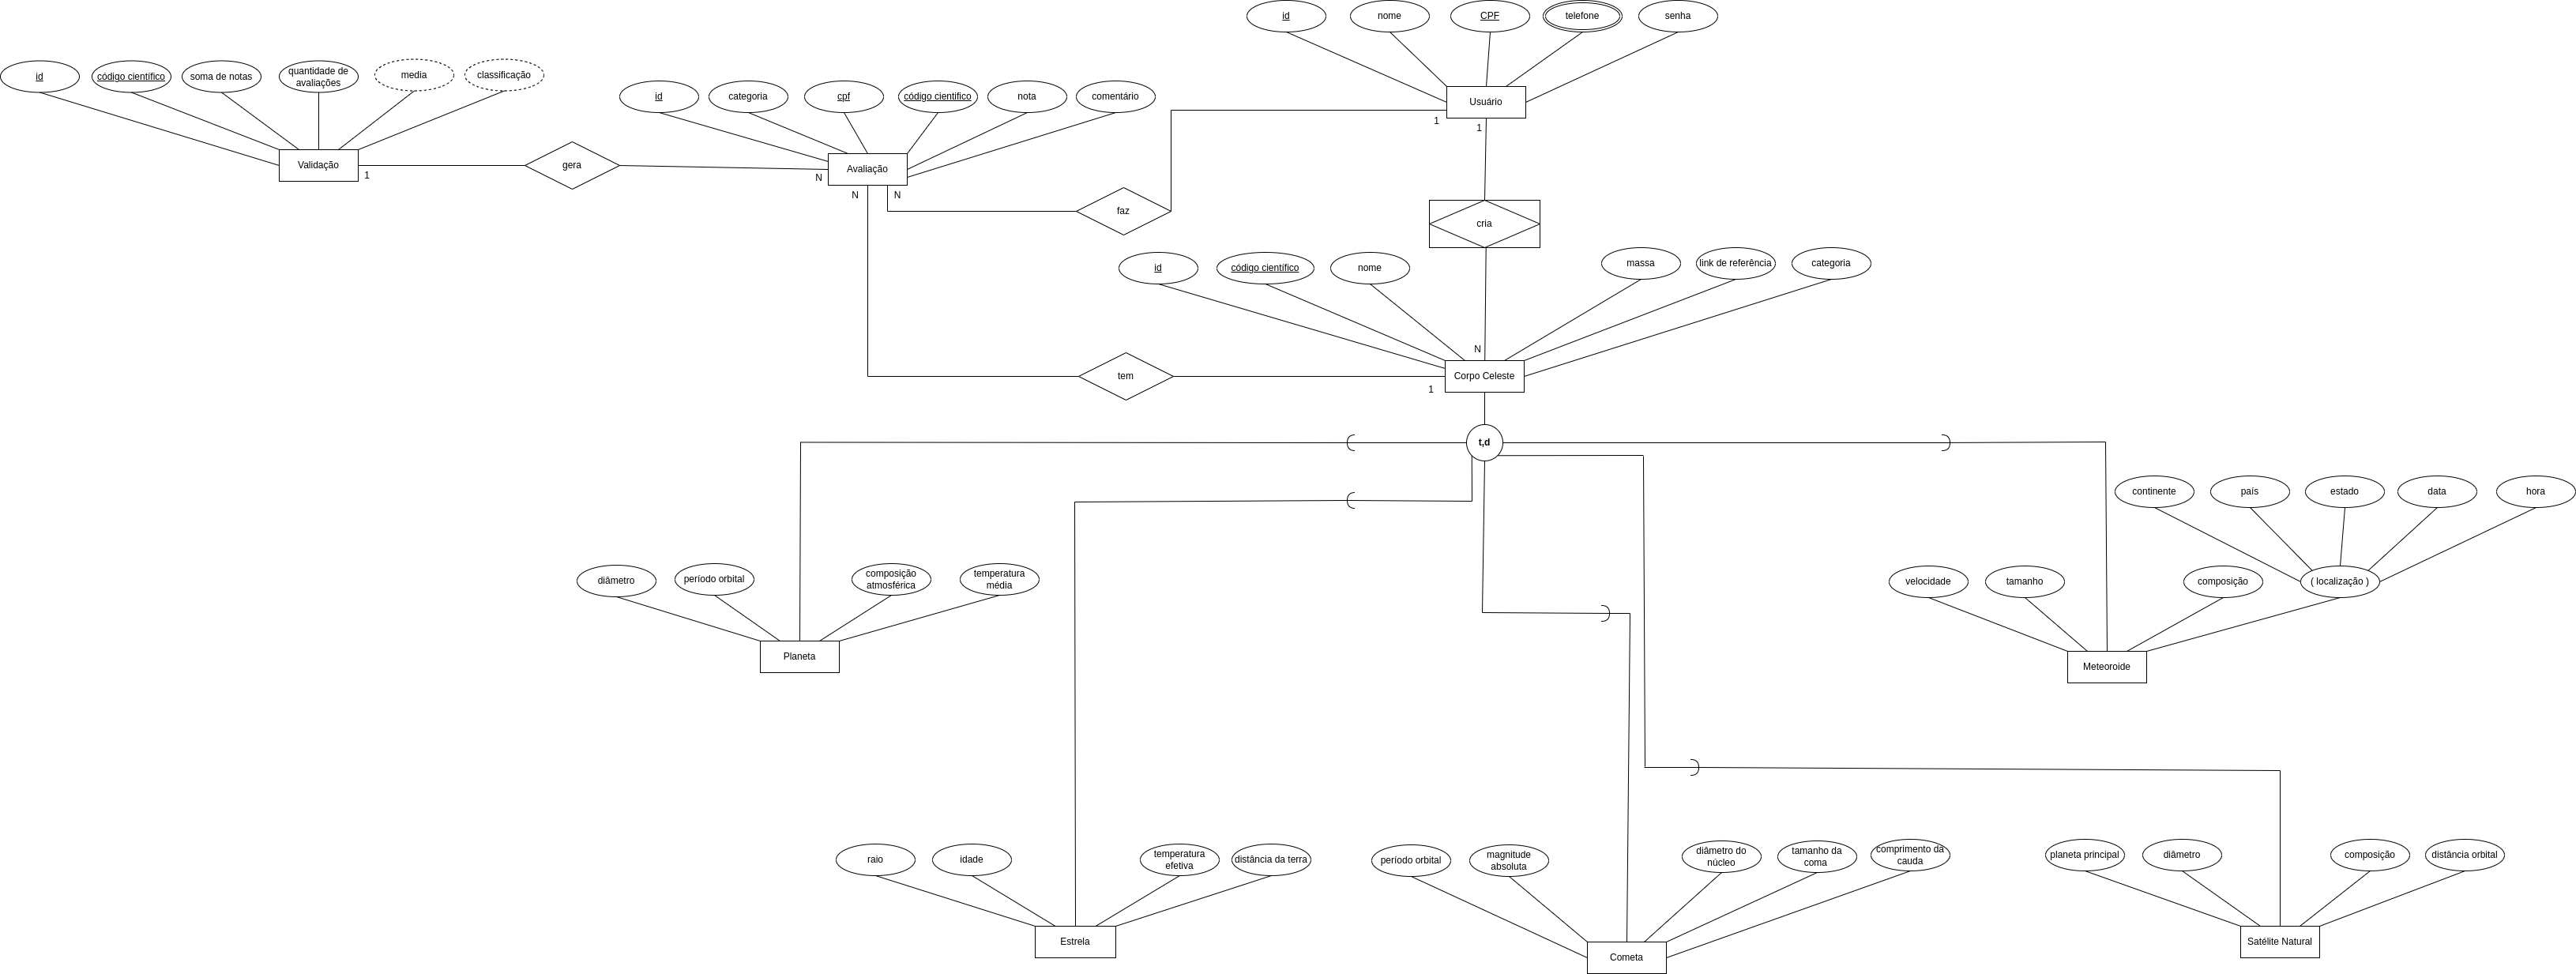 id
nome
CPF
telefone
senha
id
código científico
soma de notas
quantidade de
avaliações
media
classificação
id
categoria
cpf
código cientifico
nota
comentário
Usuário
1
1
Validação
1
gera
N
Avaliação
N
N
faz
cria
id
código científico
nome
massa
link de referência
categoria
N
tem
1
Corpo Celeste
t,d
continente
país
estado
data
hora
diâmetro
período orbital
composição
atmosférica
temperatura
média
velocidade
tamanho
composição
( localização )
Planeta
Meteoroide
raio
idade
temperatura
efetiva
distância da terra
período orbital
magnitude
absoluta
diâmetro do
núcleo
tamanho da
coma
comprimento da
cauda
planeta principal
diâmetro
composição
distância orbital
Estrela
Cometa
Satélite Natural